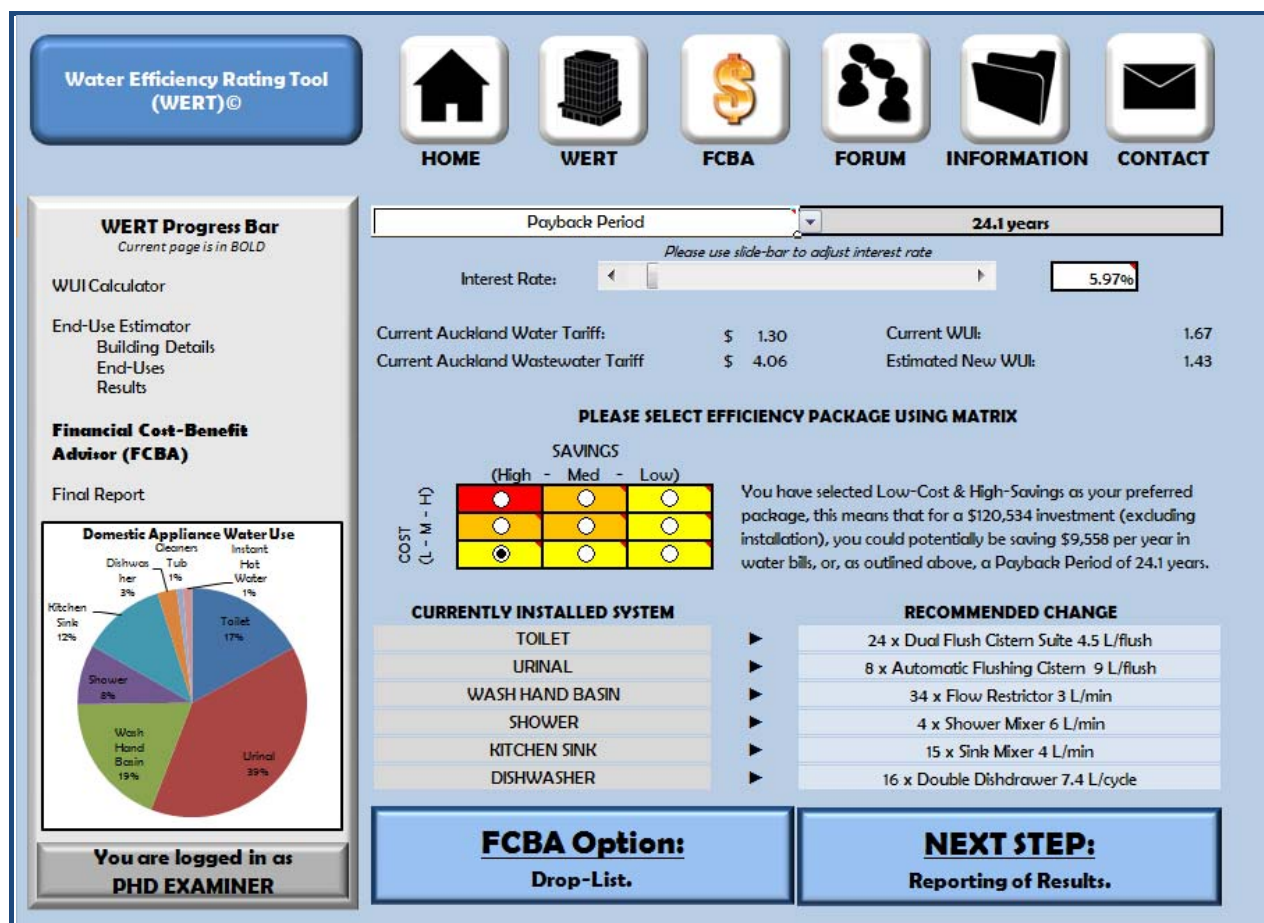 Water Efficiency Rating Tool
(WERT)©
HOME
WERT
FCBA
FORUM
INFORMATION
CONTACT
WERT Progress Bar
Current page is in BOLD
WUI Calculator
End-Use Estimator
Building Details
End-Uses
Results
Financial Cost-Benefit
Advisor (FCBA)
Final Report
Domestic Appliance Water Use
Cleaners
Tub
1%
Instant
Hot
Water
1%
Dishwas
her
3%
Kitchen
Sink
12%
Toilet
17%
Shower
8%
Wash
Hand
Basin
19%
Urinal
39%
You are logged in as
PHD EXAMINER
Payback Period
24.1 years
Please use slide-bar to adjust interest rate
Interest Rate:
5.97%
Current Auckland Water Tariff: $ 1.30
Current WUI: 1.67
Current Auckland Wastewater Tariff $ 4.06
Estimated New WUI: 1.43
PLEASE SELECT EFFICIENCY PACKAGE USING MATRIX
SAVINGS
(High - Med - Low)
COST
(L - M - H)
You have selected Low-Cost & High-Savings as your preferred
package, this means that for a $120,534 investment (excluding
installation), you could potentially be saving $9,558 per year in
water bills, or, as outlined above, a Payback Period of 24.1 years.
CURRENTLY INSTALLED SYSTEM
RECOMMENDED CHANGE
TOILET
24 x Dual Flush Cistern Suite 4.5 L/flush
URINAL
8 x Automatic Flushing Cistern 9 L/flush
WASH HAND BASIN
34 x Flow Restrictor 3 L/min
SHOWER
4 x Shower Mixer 6 L/min
KITCHEN SINK
15 x Sink Mixer 4 L/min
DISHWASHER
16 x Double Dishdrawer 7.4 L/cycle
FCBA Option:
Drop-List.
NEXT STEP:
Reporting of Results.